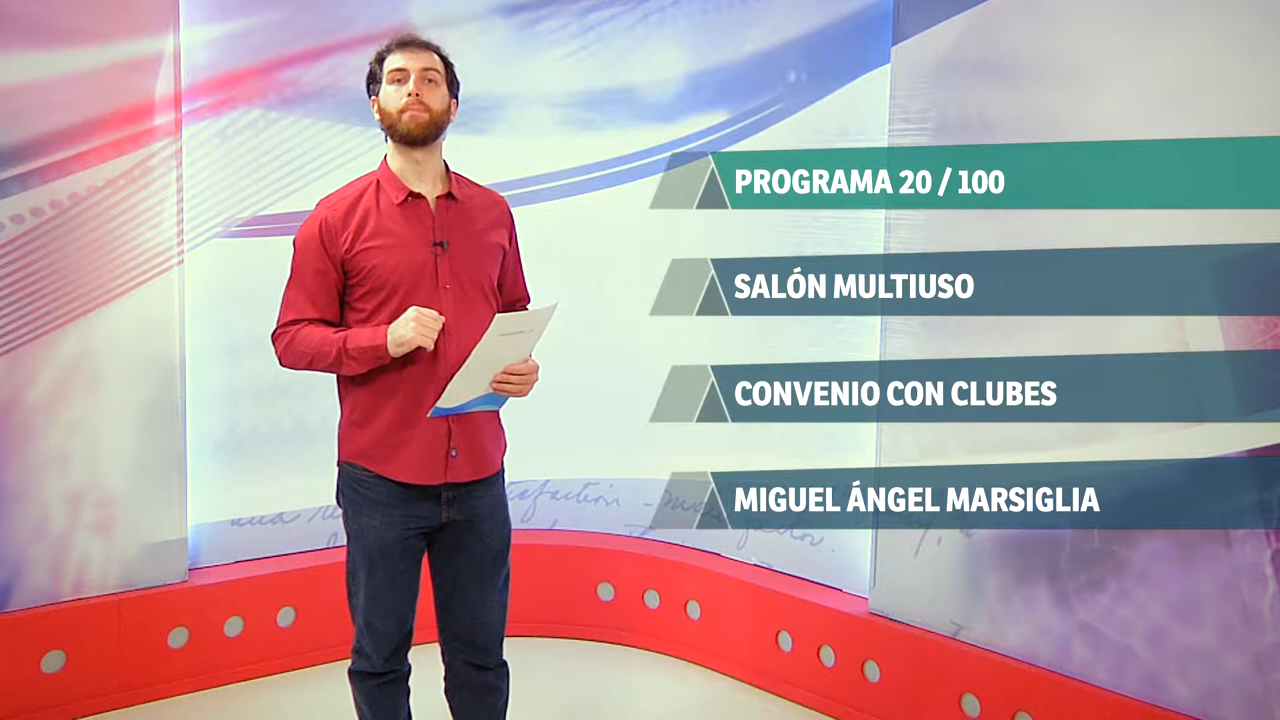 PROGRAMA 20 / 100
SALÓN MULTIUSO
CONVENIO CON CLUBES
MIGUEL ÁNGEL MARSIGLIA